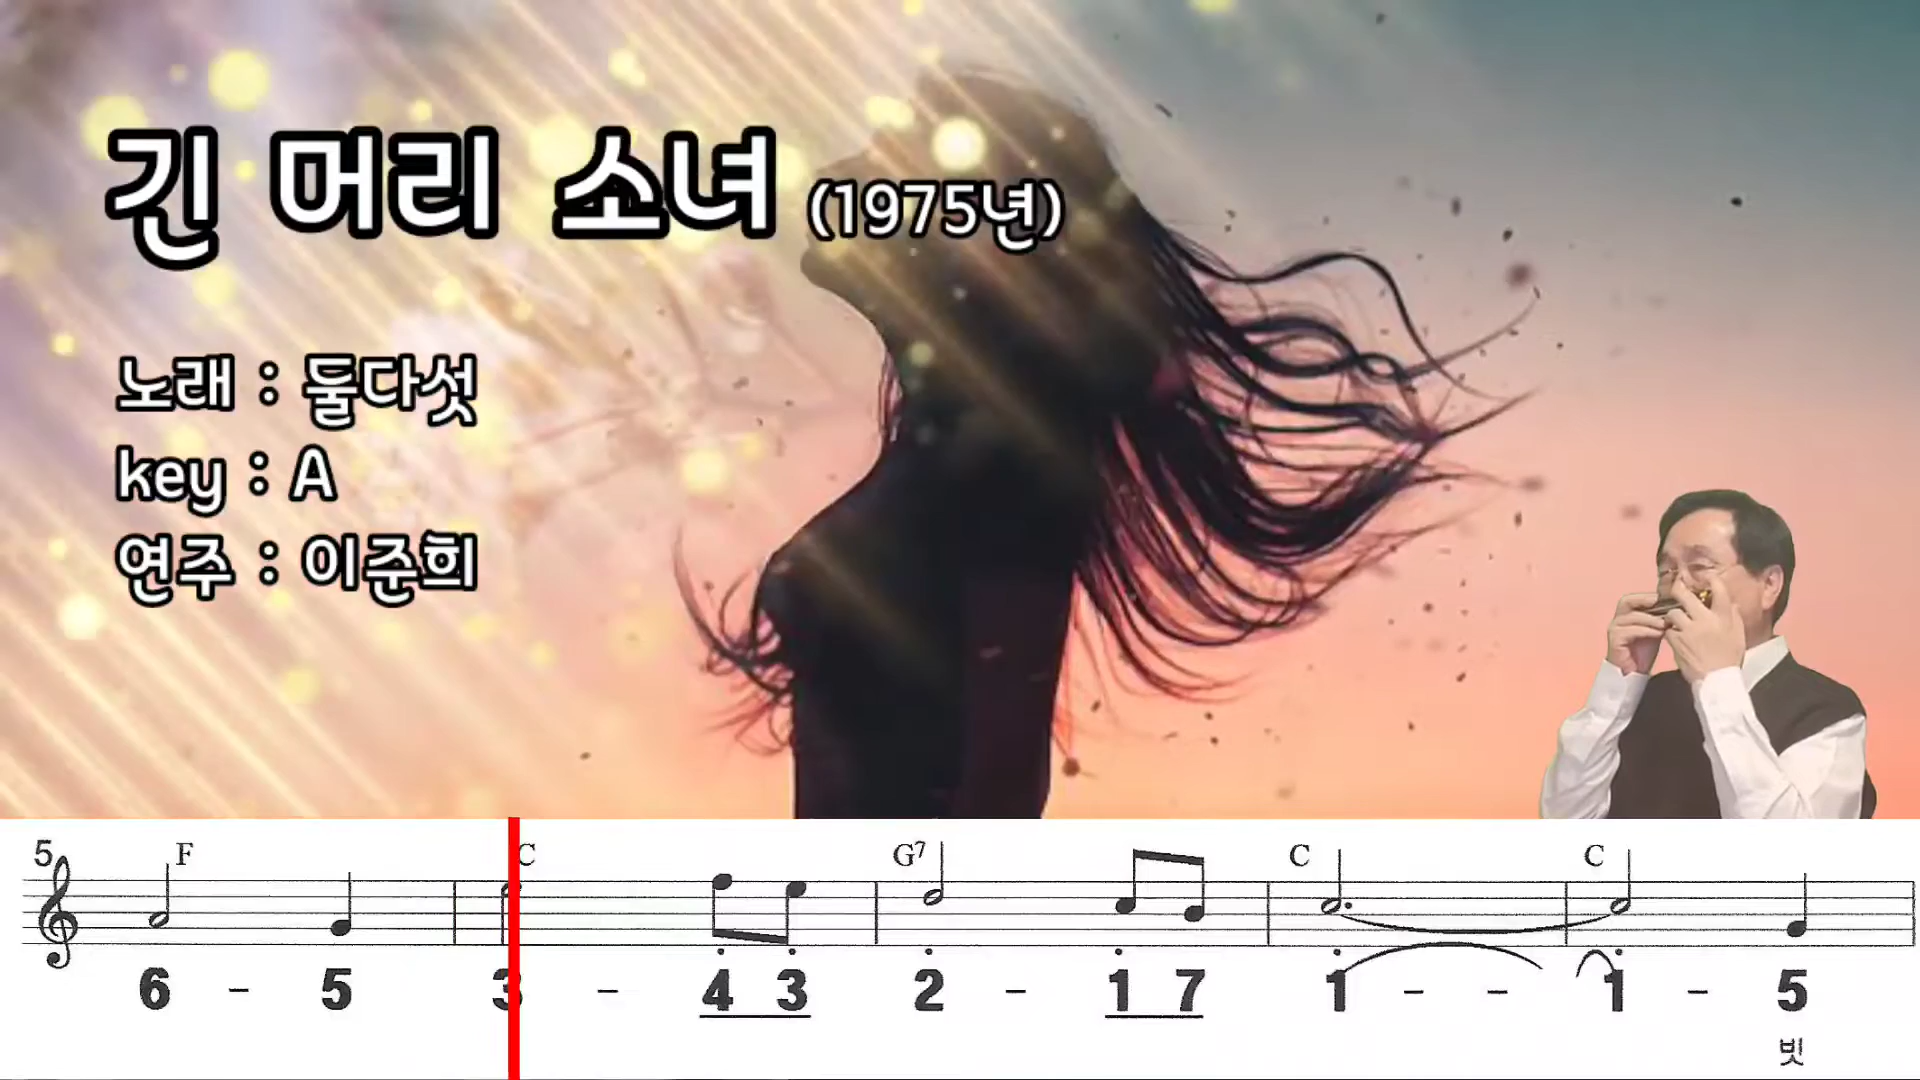 긴 머리 소녀 (1975년)
노래 : 둘다섯
key : A
연주 : 이준희
5 F C G7 C C
6 - 5 3 - 4 3 2 - 1 7 1 - - 1 - 5
빗